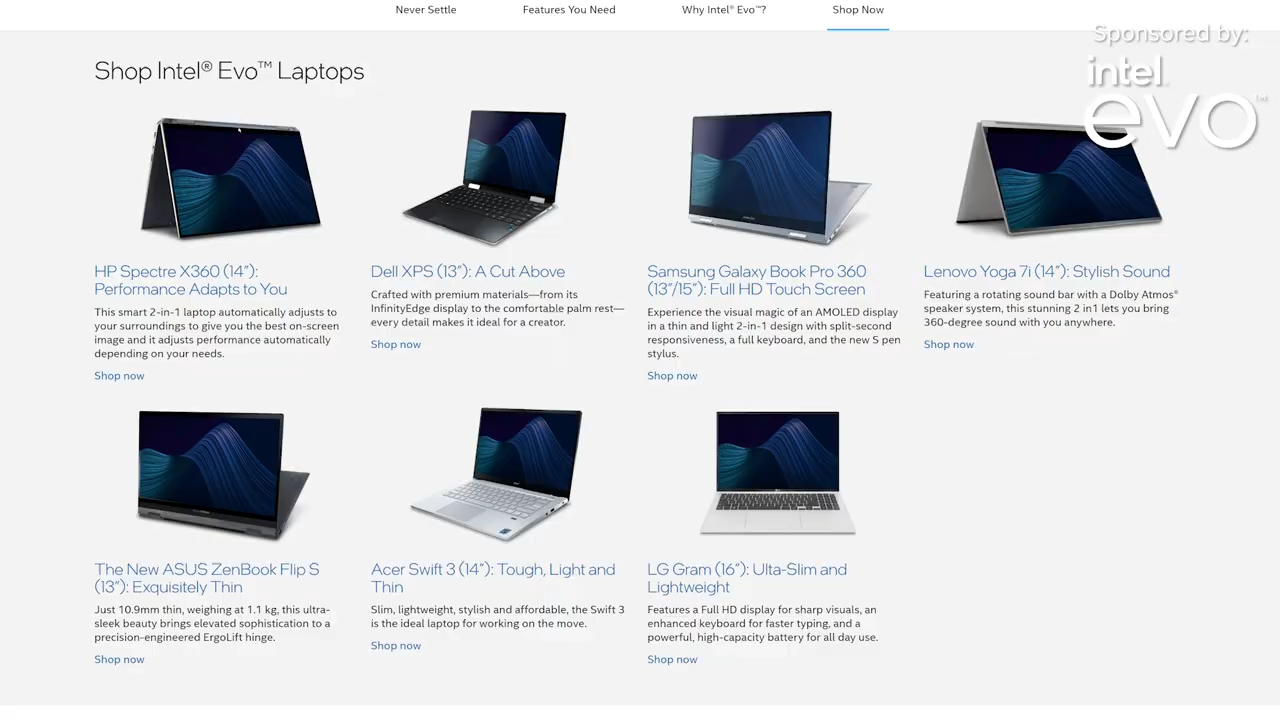 Never Settle
Features You Need
Why Intel® Evo™?
Shop Now
Sponsored by:
intel.
evo™
Shop Intel® Evo™ Laptops
HP Spectre X360 (14”):
Performance Adapts to You
This smart 2-in-1 laptop automatically adjusts to
your surroundings to give you the best on-screen
image and it adjusts performance automatically
depending on your needs.
Shop now
Dell XPS (13”): A Cut Above
Crafted with premium materials—from its
InfinityEdge display to the comfortable palm rest—
every detail makes it ideal for a creator.
Shop now
Samsung Galaxy Book Pro 360
(13”/15”): Full HD Touch Screen
Experience the visual magic of an AMOLED display
in a thin and light 2-in-1 design with split-second
responsiveness, a full keyboard, and the new S pen
stylus.
Shop now
Lenovo Yoga 7i (14”): Stylish Sound
Featuring a rotating sound bar with a Dolby Atmos®
speaker system, this stunning 2 in1 lets you bring
360-degree sound with you anywhere.
Shop now
The New ASUS ZenBook Flip S
(13”): Exquisitely Thin
Just 10.9mm thin, weighing at 1.1 kg, this ultra-
sleek beauty brings elevated sophistication to a
precision-engineered ErgoLift hinge.
Shop now
Acer Swift 3 (14”): Tough, Light and
Thin
Slim, lightweight, stylish and affordable, the Swift 3
is the ideal laptop for working on the move.
Shop now
LG Gram (16”): Ulta-Slim and
Lightweight
Features a Full HD display for sharp visuals, an
enhanced keyboard for faster typing, and a
powerful, high-capacity battery for all day use.
Shop now